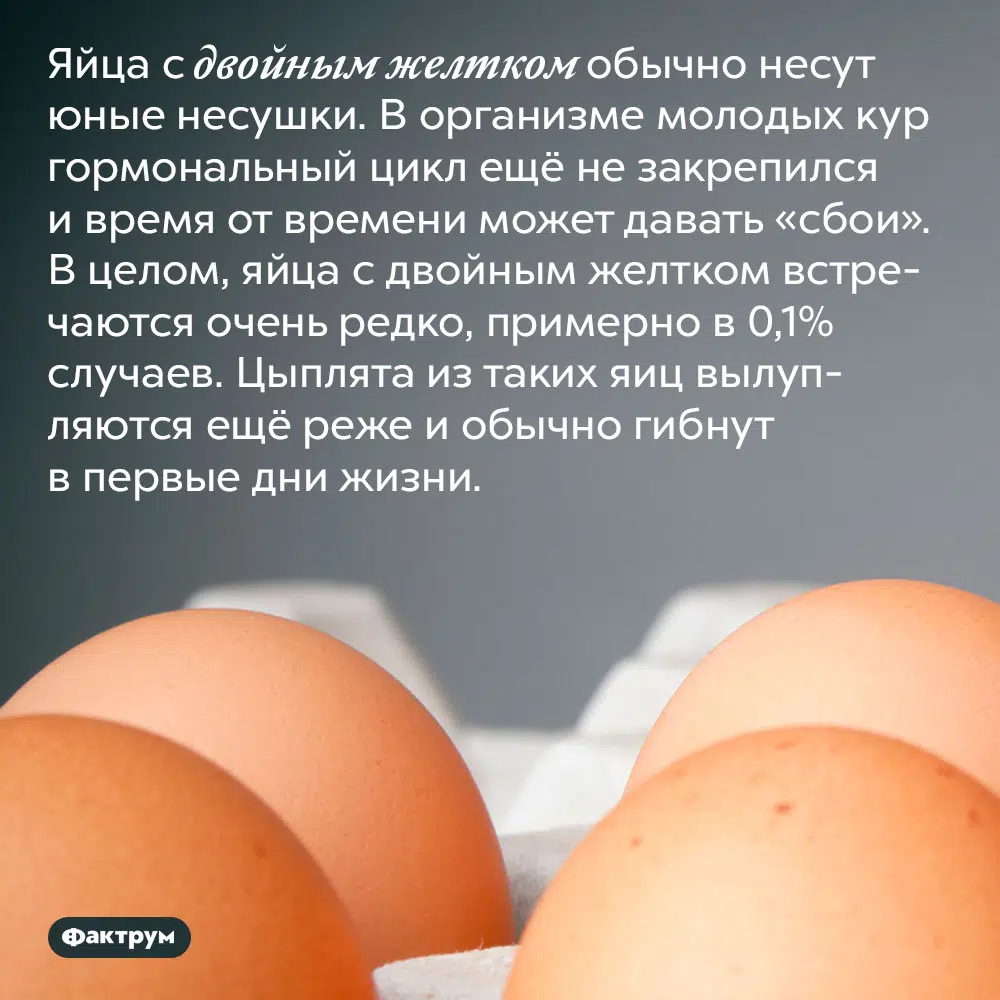 Яйца с двойным желтком обычно несут
юные несушки. В организме молодых кур
гормональный цикл ещё не закрепился
и время от времени может давать «сбои».
В целом, яйца с двойным желтком встре-
чаются очень редко, примерно в 0,1%
случаев. Цыплята из таких яиц вылуп-
ляются ещё реже и обычно гибнут
в первые дни жизни.
Фактрум